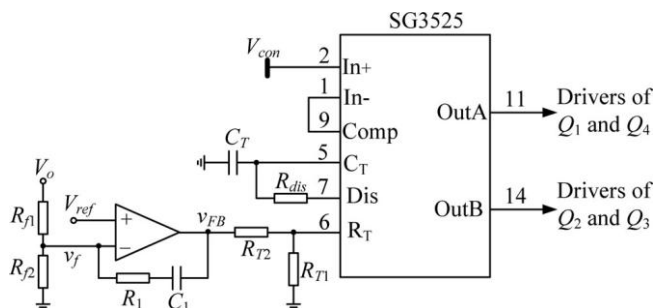 SG3525
V_con
2
In+
1
In-
9
Comp
OutA
11
Drivers of
Q_1 and Q_4
C_T
5
C_T
R_dis
7
Dis
OutB
14
Drivers of
Q_2 and Q_3
V_o
R_f1
V_ref
+
−
v_FB
R_T2
6
R_T
R_f2
v_f
R_1
C_1
R_T1